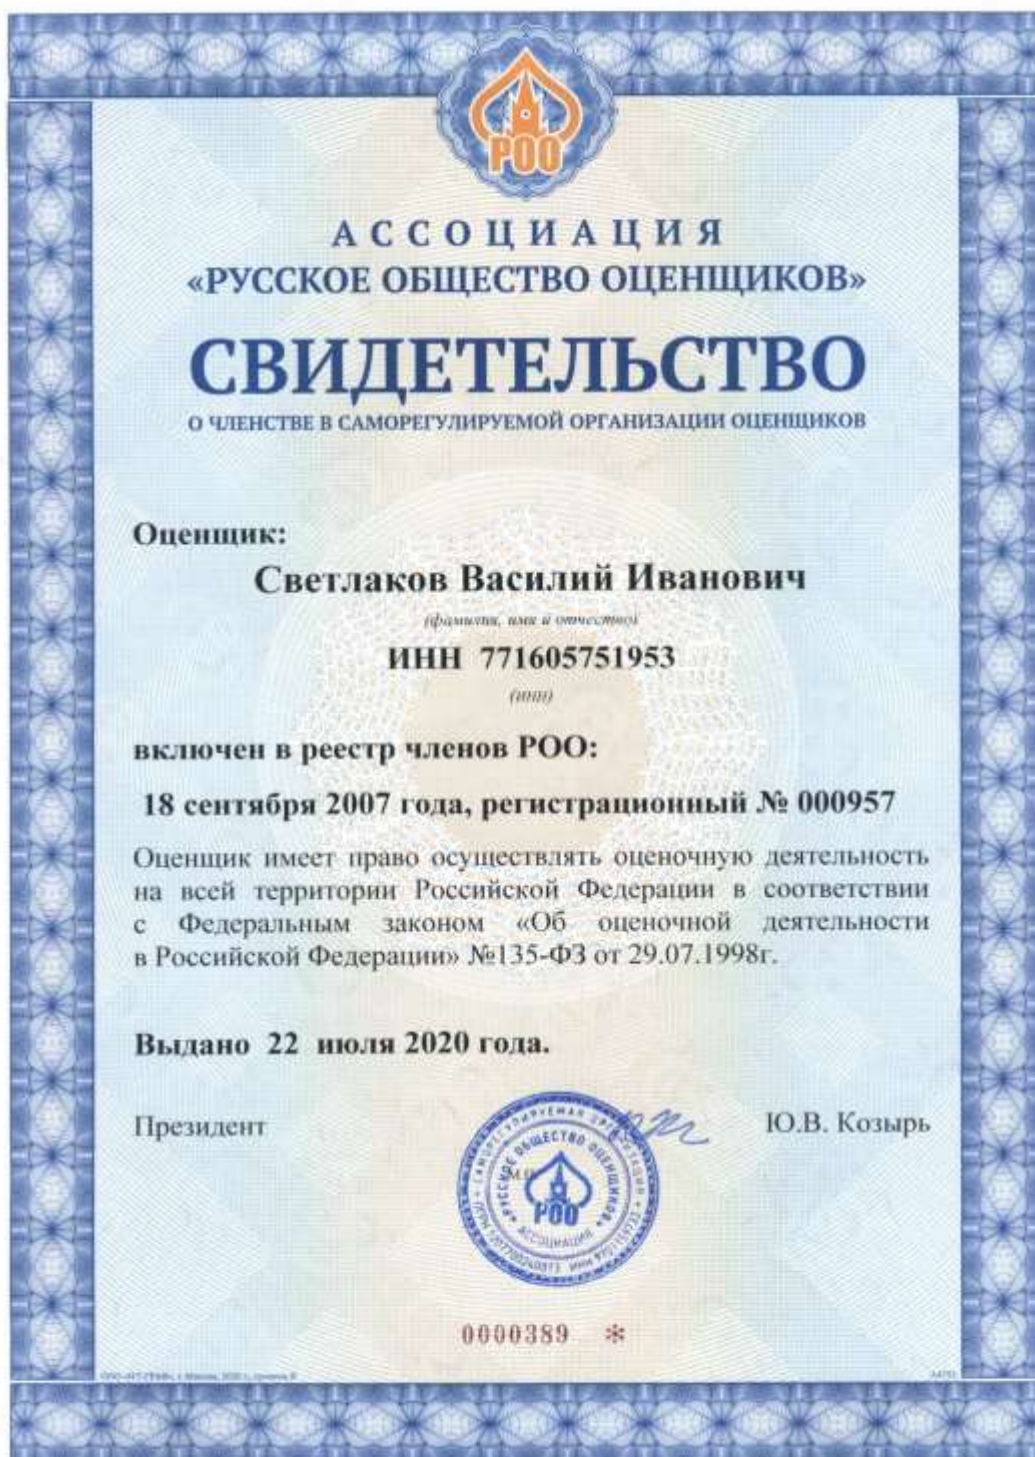 РОО
АССОЦИАЦИЯ
«РУССКОЕ ОБЩЕСТВО ОЦЕНЩИКОВ»
СВИДЕТЕЛЬСТВО
О ЧЛЕНСТВЕ В САМОРЕГУЛИРУЕМОЙ ОРГАНИЗАЦИИ ОЦЕНЩИКОВ
Оценщик:
Светлаков Василий Иванович
(фамилия, имя и отчество)
ИНН 771605751953
(инн)
включен в реестр членов РОО:
18 сентября 2007 года, регистрационный № 000957
Оценщик имеет право осуществлять оценочную деятельность
на всей территории Российской Федерации в соответствии
с Федеральным законом «Об оценочной деятельности
в Российской Федерации» №135-ФЗ от 29.07.1998г.
Выдано 22 июля 2020 года.
Президент
Ю.В. Козырь
САМОРЕГУЛИРУЕМАЯ ОРГАНИЗАЦИЯ
«РУССКОЕ ОБЩЕСТВО ОЦЕНЩИКОВ»
АССОЦИАЦИЯ
РОО
0000389 *